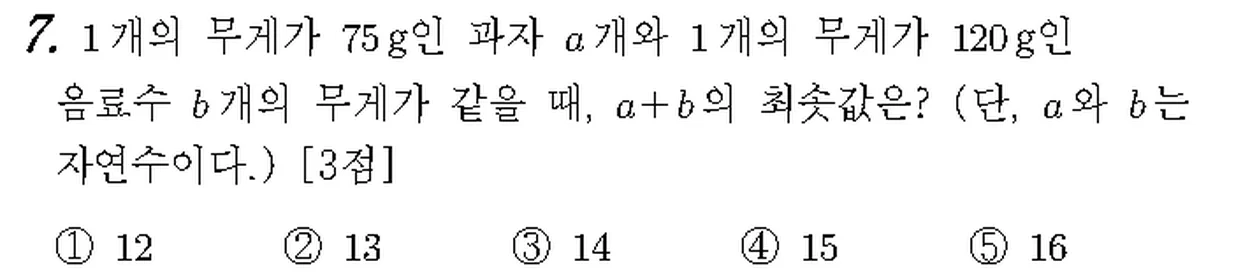 7. 1개의 무게가 75g인 과자 a개와 1개의 무게가 120g인
음료수 b개의 무게가 같을 때, a+b의 최솟값은? (단, a와 b는
자연수이다.) [3점]
① 12 ② 13 ③ 14 ④ 15 ⑤ 16